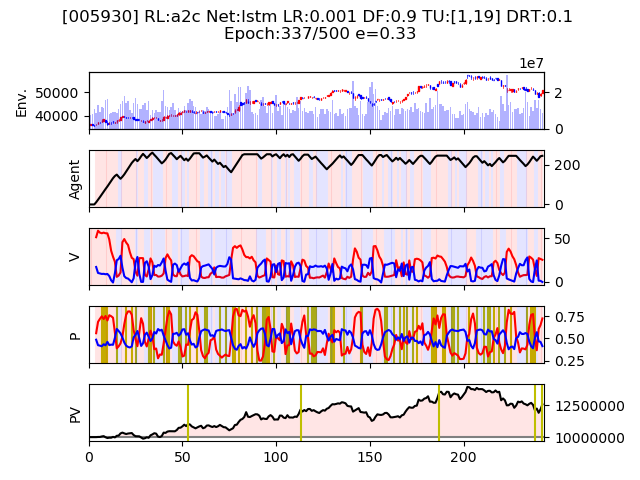 [005930] RL:a2c Net:lstm LR:0.001 DF:0.9 TU:[1,19] DRT:0.1
Epoch:337/500 e=0.33
1e7
Env.
50000
40000
2
0
Agent
200
0
V
50
0
P
0.75
0.50
0.25
PV
12500000
10000000
0 50 100 150 200